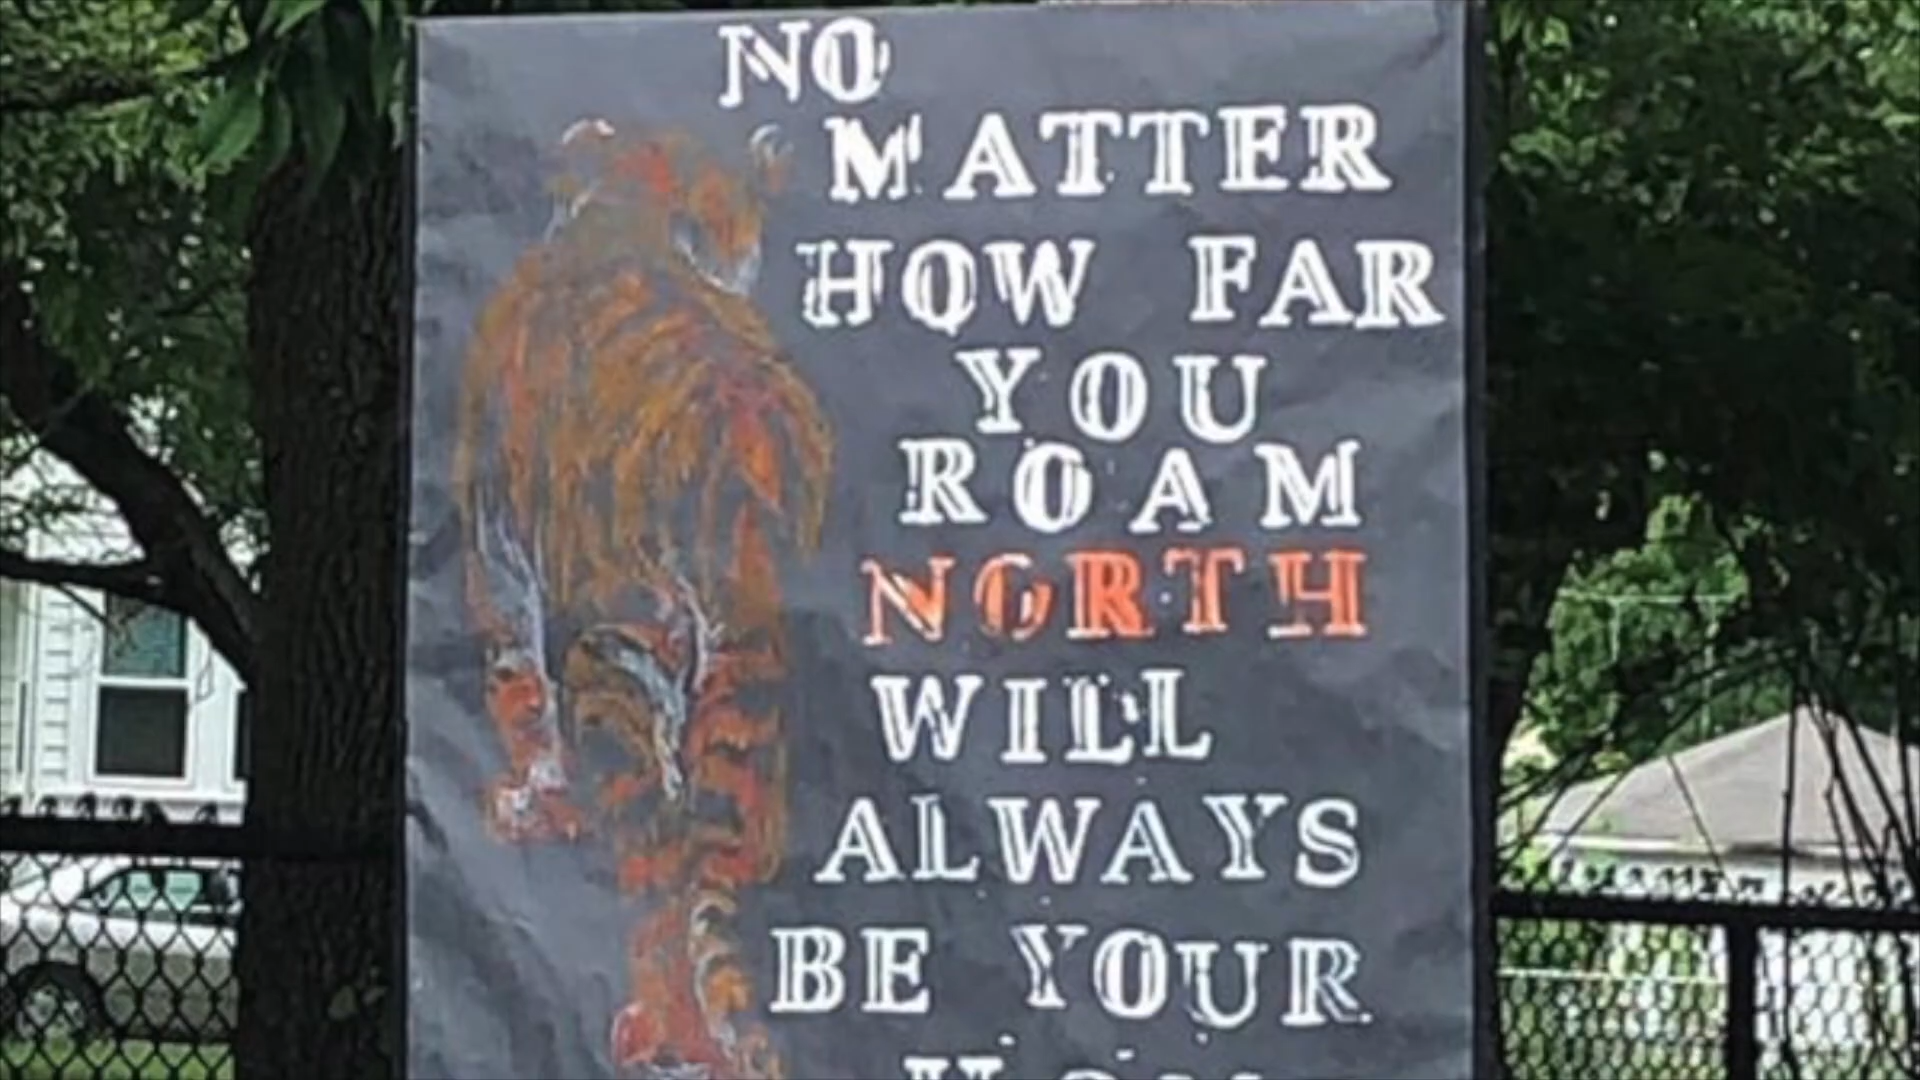 NO
MATTER
HOW FAR
YOU
ROAM
NORTH
WILL
ALWAYS
BE YOUR